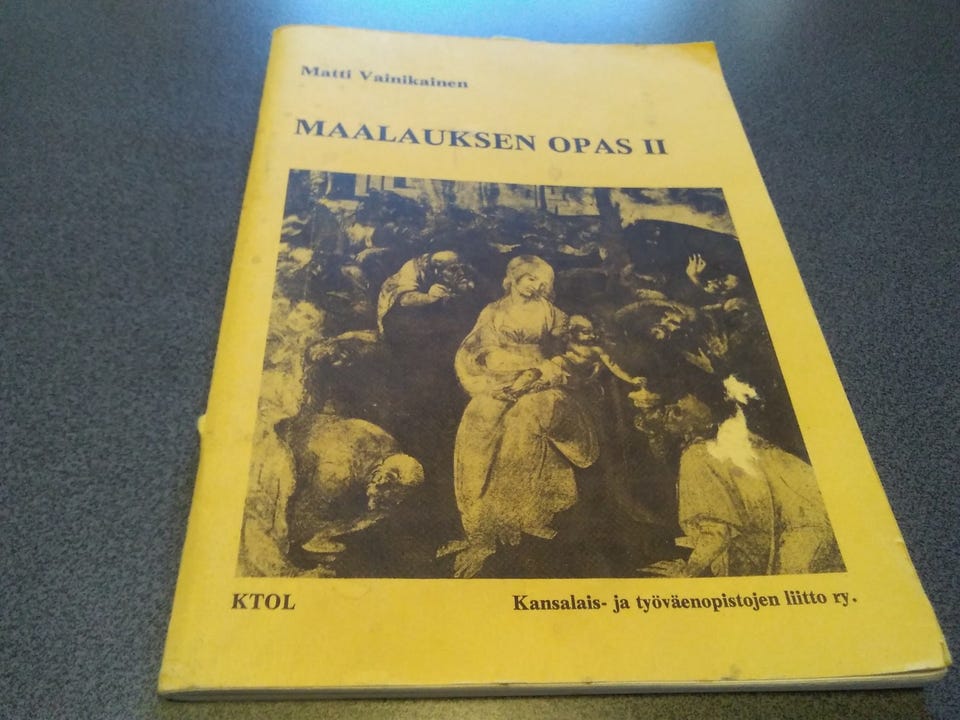 Matti Vainikainen
MAALAUKSEN OPAS II
KTOL
Kansalais- ja työväenopistojen liitto ry.